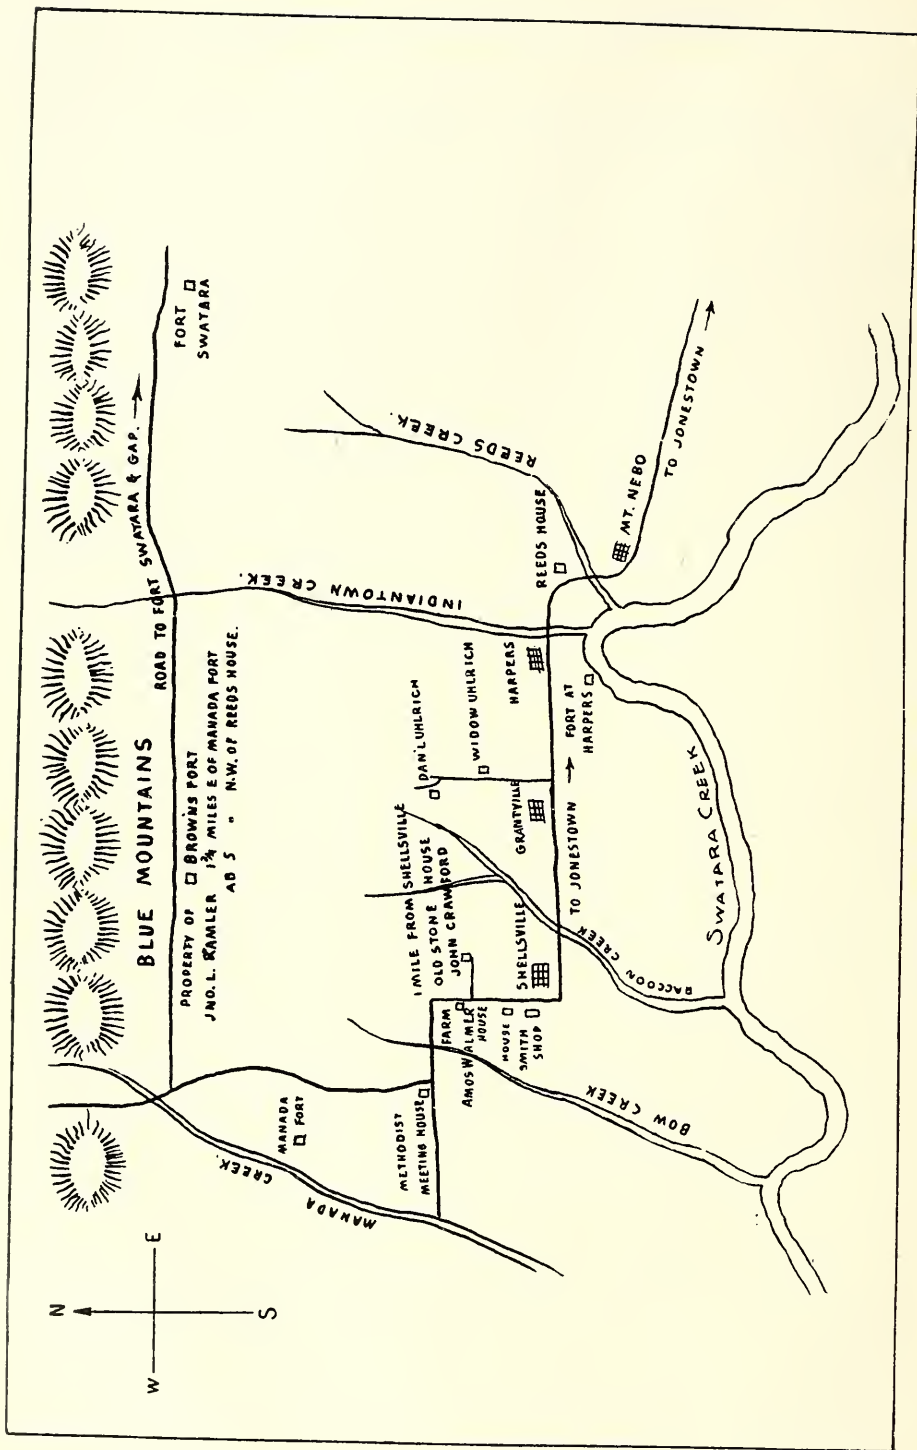 N
W
E
S
BLUE MOUNTAINS
ROAD TO FORT SWATARA & GAP.
FORT
SWATARA
PROPERTY OF
BROWNS FORT
JNO. L. RAMLER 1¾ MILES E OF MANADA FORT
AB 5 " N.W. OF REEDS HOUSE.
MANADA
FORT
MANADA
CREEK.
METHODIST
MEETING HOUSE
1 MILE FROM SHELLSVILLE
OLD STONE HOUSE
JOHN CRAWFORD
FARM
AMOS WALMER
HOUSE
HOUSE
SMITH
SHOP
SHELLSVILLE
DAN'L UHLRICH
WIDOW UHLRICH
GRANTVILLE
HARPERS
INDIANTOWN CREEK.
REEDS CREEK.
REEDS HOUSE
MT. NEBO
TO JONESTOWN
TO JONESTOWN
FORT AT
HARPERS
RACCOON CREEK
BOW CREEK
SWATARA CREEK